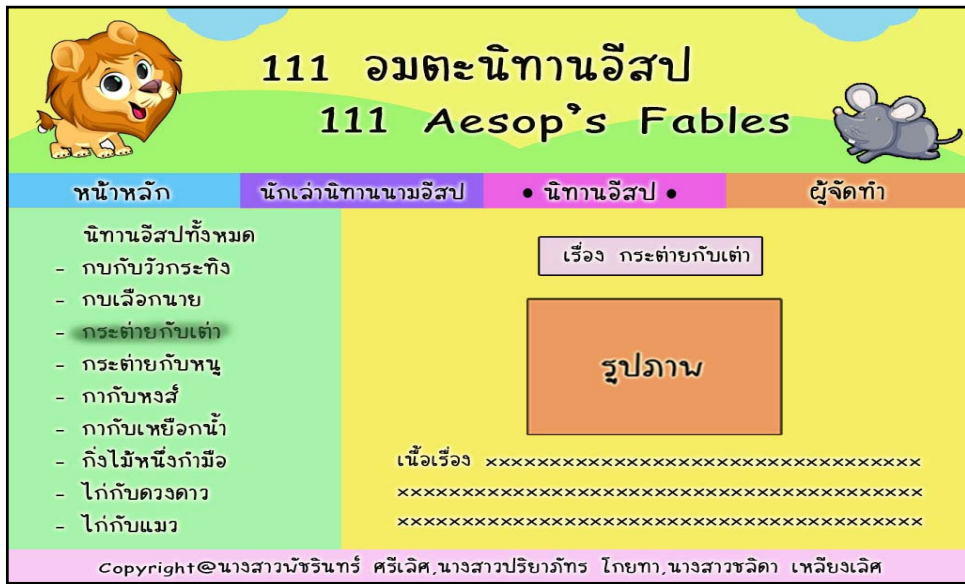 111 อมตะนิทานอีสป
111 Aesop's Fables
หน้าหลัก
นักเล่านิทานนามอีสป
• นิทานอีสป •
ผู้จัดทำ
นิทานอีสปทั้งหมด
- กบกับวัวกระทิง
- กบเลือกนาย
- กระต่ายกับเต่า
- กระต่ายกับหนู
- กากับหงส์
- กากับเหยือกน้ำ
- กิ่งไม้หนึ่งกำมือ
- ไก่กับดวงดาว
- ไก่กับแมว
เรื่อง กระต่ายกับเต่า
รูปภาพ
เนื้อเรื่อง xxxxxxxxxxxxxxxxxxxxxxxxxxxxxxxxxx
xxxxxxxxxxxxxxxxxxxxxxxxxxxxxxxxxxxxxxxxx
xxxxxxxxxxxxxxxxxxxxxxxxxxxxxxxxxxxxxxxxx
Copyright@นางสาวนัชรินทร์ ศรีเลิศ,นางสาวปริยาภัทร โกยทา,นางสาวชลิดา เหลียงเลิศ